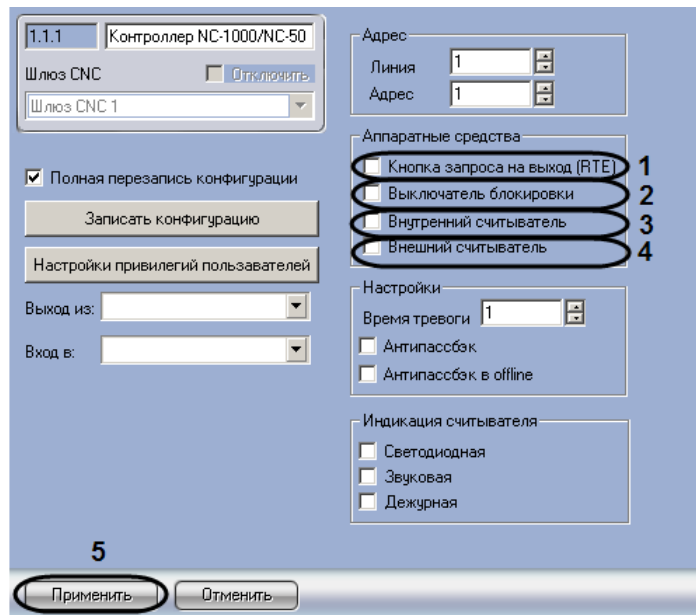 1.1.1 Контроллер NC-1000/NC-50
Шлюз CNC Отключить
Шлюз CNC 1
Полная перезапись конфигурации
Записать конфигурацию
Настройки привилегий пользавателей
Выход из:
Вход в:
Адрес
Линия 1
Адрес 1
Аппаратные средства
Кнопка запроса на выход (RTE) 1
Выключатель блокировки 2
Внутренний считыватель 3
Внешний считыватель 4
Настройки
Время тревоги 1
Антипассбэк
Антипассбэк в offline
Индикация считывателя
Светодиодная
Звуковая
Дежурная
5
Применить Отменить